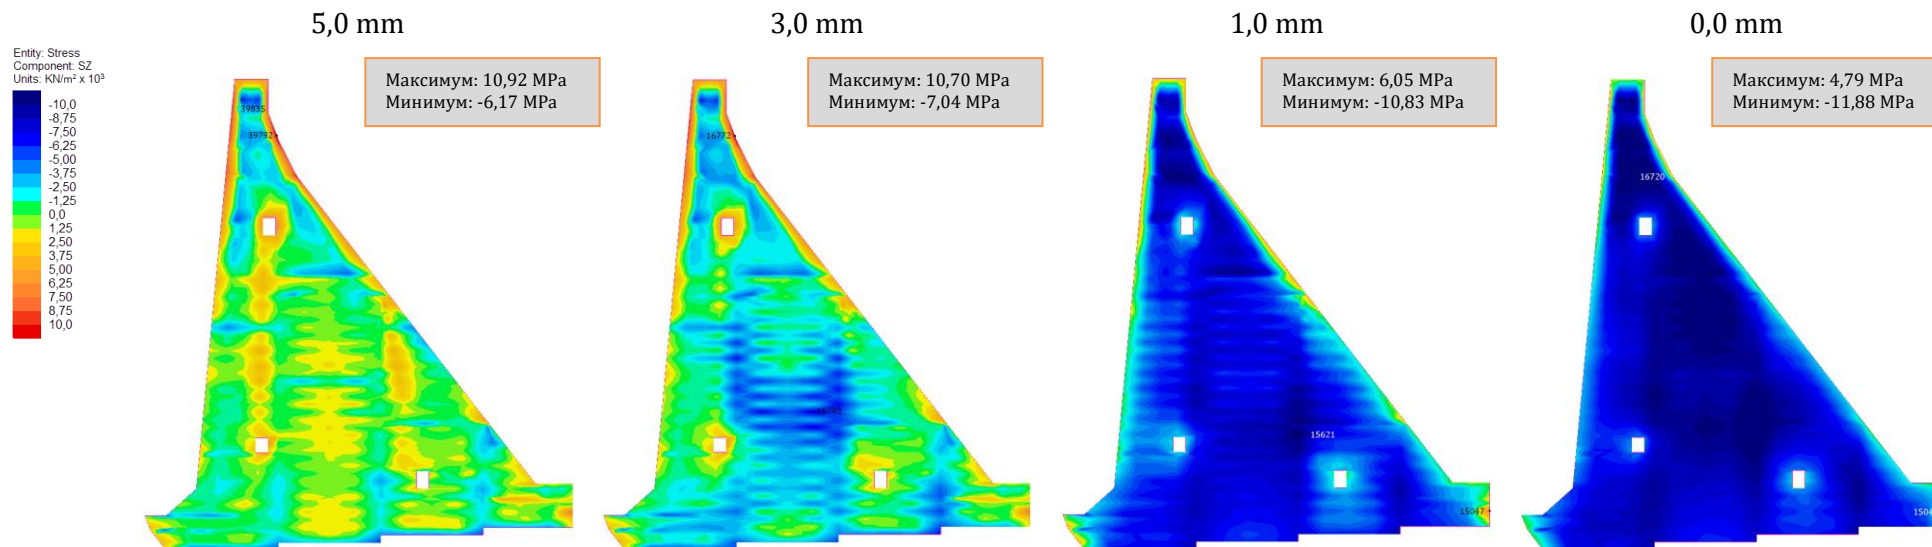 5,0 mm
3,0 mm
1,0 mm
0,0 mm
Entity: Stress
Component: SZ
Units: KN/m² x 10³
-10,0
-8,75
-7,50
-6,25
-5,00
-3,75
-2,50
-1,25
0,0
1,25
2,50
3,75
5,00
6,25
7,50
8,75
10,0
Максимум: 10,92 MPa
Минимум: -6,17 MPa
Максимум: 10,70 MPa
Минимум: -7,04 MPa
Максимум: 6,05 MPa
Минимум: -10,83 MPa
Максимум: 4,79 MPa
Минимум: -11,88 MPa
39835
39792
16772
16720
15621
15047
1504